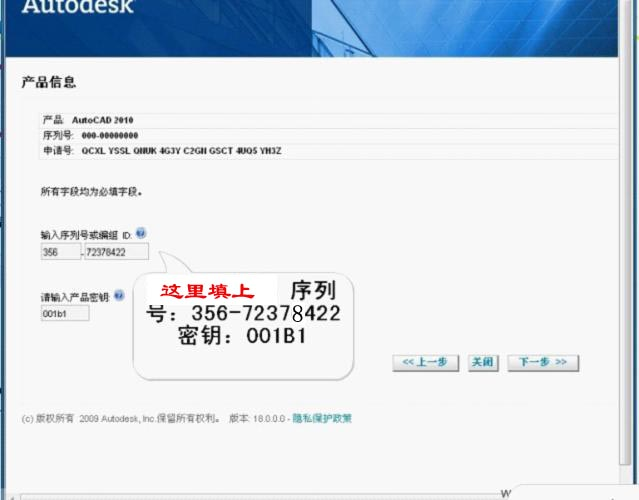 Autodesk
产品信息
产品: AutoCAD 2010
序列号: 000-00000000
申请号: QCXL YSSL QNUK 4G3Y C2GN GSCT 4UQ5 YH3Z
所有字段均为必填字段。
输入序列号或编组 ID:
356 - 72378422
请输入产品密钥:
001b1
这里填上 序列
号: 356-72378422
密钥: 001B1
<< 上一步 关闭 下一步 >>
(c) 版权所有 2009 Autodesk, Inc.保留所有权利。 版本: 18.0.0.0 - 隐私保护政策
W